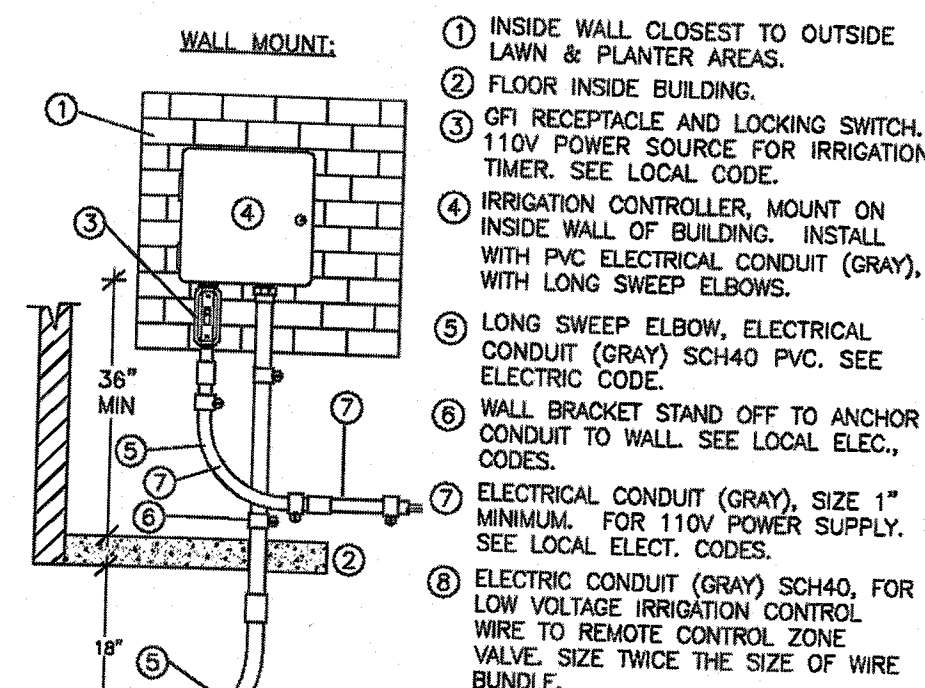 WALL MOUNT:
1
3
4
36"
MIN
7
5
7
6
2
18"
5
1 INSIDE WALL CLOSEST TO OUTSIDE
LAWN & PLANTER AREAS.
2 FLOOR INSIDE BUILDING.
3 GFI RECEPTACLE AND LOCKING SWITCH.
110V POWER SOURCE FOR IRRIGATION
TIMER. SEE LOCAL CODE.
4 IRRIGATION CONTROLLER, MOUNT ON
INSIDE WALL OF BUILDING. INSTALL
WITH PVC ELECTRICAL CONDUIT (GRAY),
WITH LONG SWEEP ELBOWS.
5 LONG SWEEP ELBOW, ELECTRICAL
CONDUIT (GRAY) SCH40 PVC. SEE
ELECTRIC CODE.
6 WALL BRACKET STAND OFF TO ANCHOR
CONDUIT TO WALL. SEE LOCAL ELEC.,
CODES.
7 ELECTRICAL CONDUIT (GRAY), SIZE 1"
MINIMUM. FOR 110V POWER SUPPLY.
SEE LOCAL ELECT. CODES.
8 ELECTRIC CONDUIT (GRAY) SCH40, FOR
LOW VOLTAGE IRRIGATION CONTROL
WIRE TO REMOTE CONTROL ZONE
VALVE. SIZE TWICE THE SIZE OF WIRE
BUNDLE.